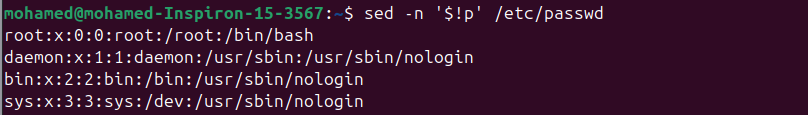 mohamed@mohamed-Inspiron-15-3567:~$ sed -n '$!p' /etc/passwd
root:x:0:0:root:/root:/bin/bash
daemon:x:1:1:daemon:/usr/sbin:/usr/sbin/nologin
bin:x:2:2:bin:/bin:/usr/sbin/nologin
sys:x:3:3:sys:/dev:/usr/sbin/nologin